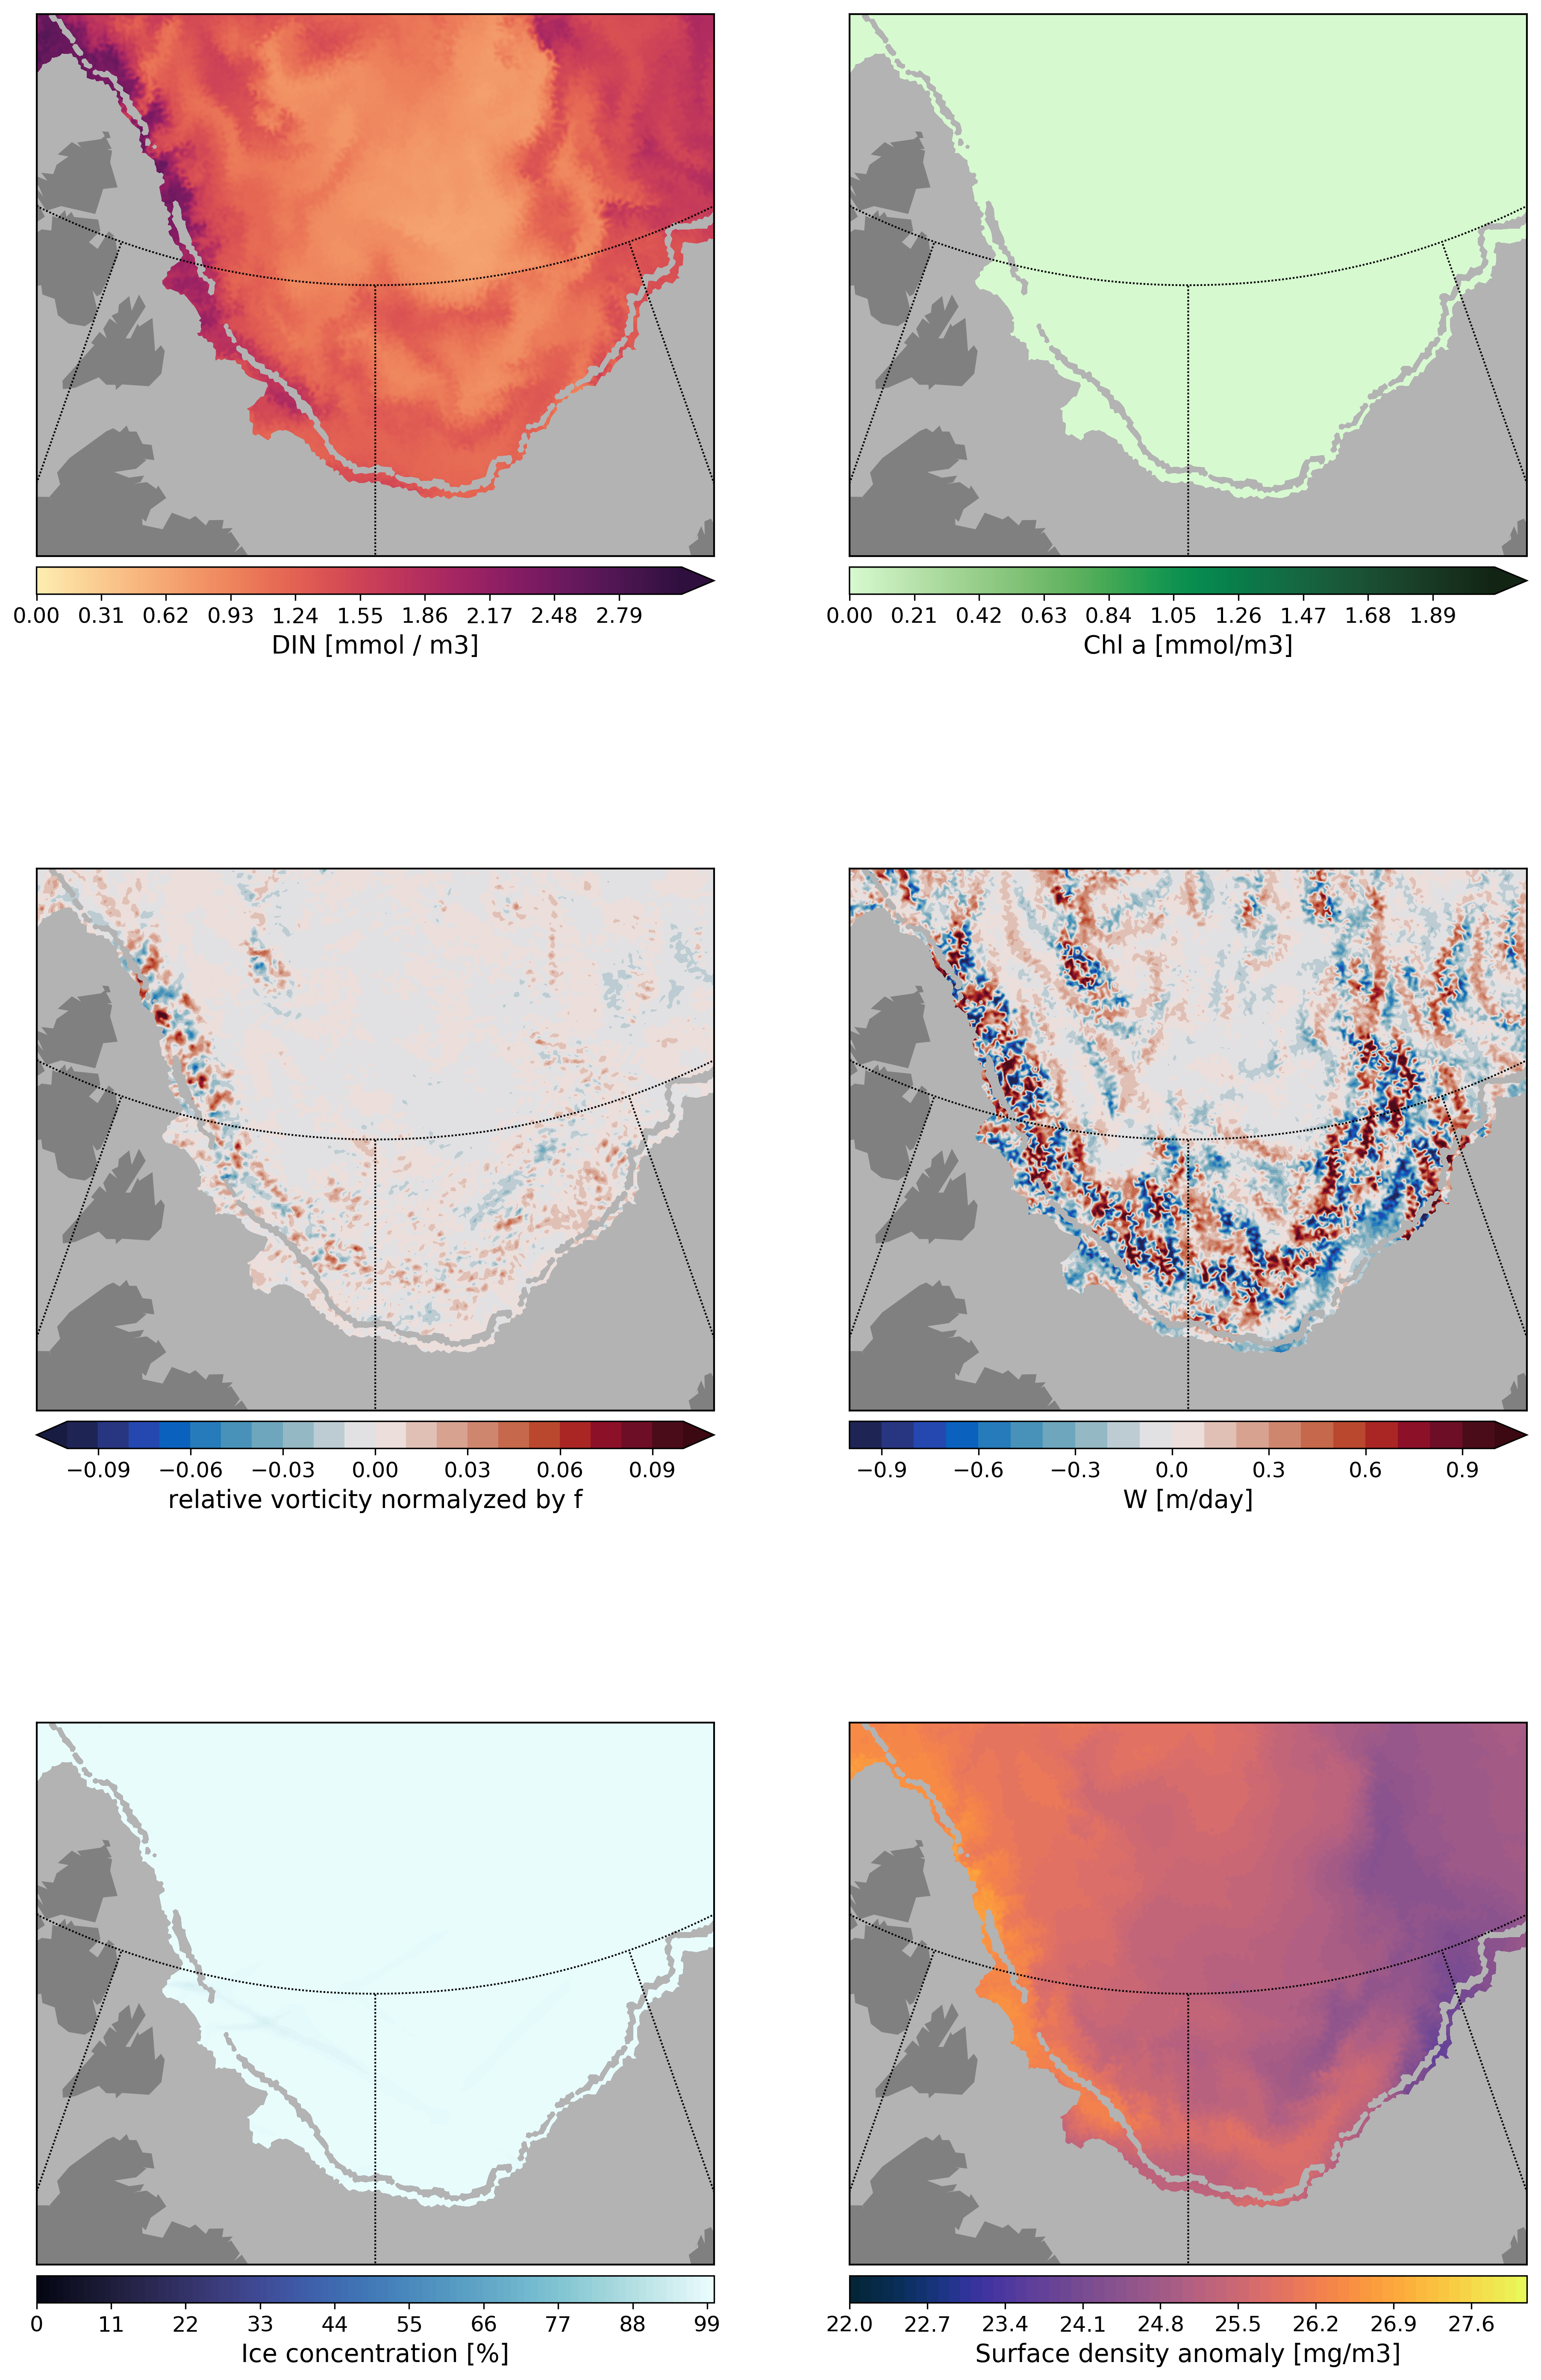 0.00 0.31 0.62 0.93 1.24 1.55 1.86 2.17 2.48 2.79
DIN [mmol / m3]
0.00 0.21 0.42 0.63 0.84 1.05 1.26 1.47 1.68 1.89
Chl a [mmol/m3]
−0.09 −0.06 −0.03 0.00 0.03 0.06 0.09
relative vorticity normalyzed by f
−0.9 −0.6 −0.3 0.0 0.3 0.6 0.9
W [m/day]
0 11 22 33 44 55 66 77 88 99
Ice concentration [%]
22.0 22.7 23.4 24.1 24.8 25.5 26.2 26.9 27.6
Surface density anomaly [mg/m3]